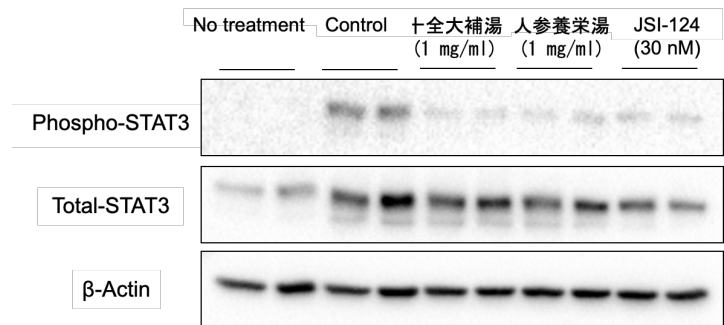 No treatment
Control
十全大補湯
(1 mg/ml)
人参養栄湯
(1 mg/ml)
JSI-124
(30 nM)
Phospho-STAT3
Total-STAT3
β-Actin